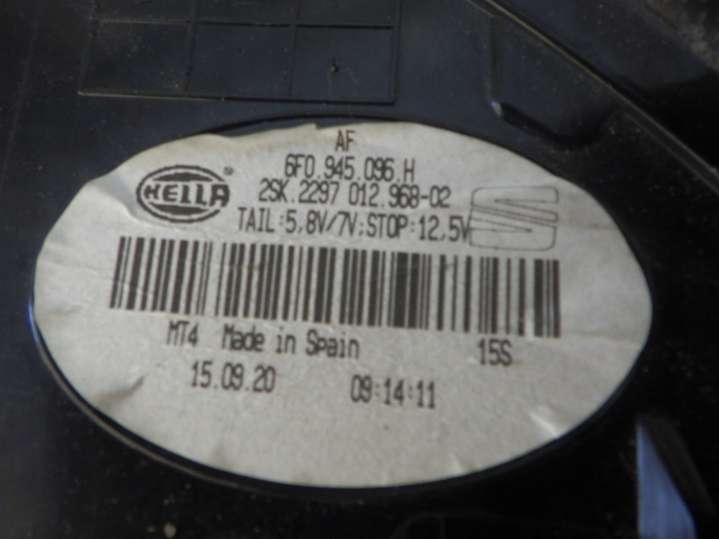 AF
6F0.945.096.H
HELLA ®
2SK.2297 012.968-02
TAIL:5,8V/7V;STOP:12,5V
MT4 Made in Spain 15S
15.09.20 09:14:11